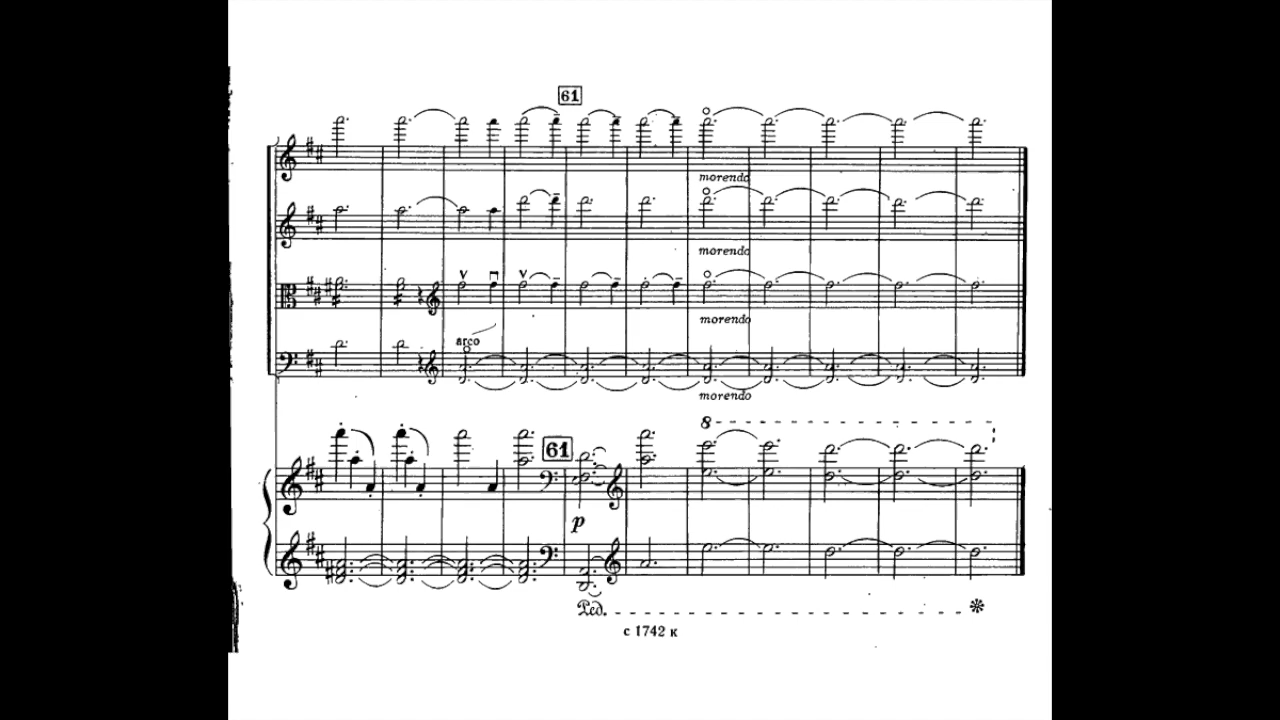 61
morendo
morendo
morendo
arco
morendo
8
61
p
Ped.
с 1742 к